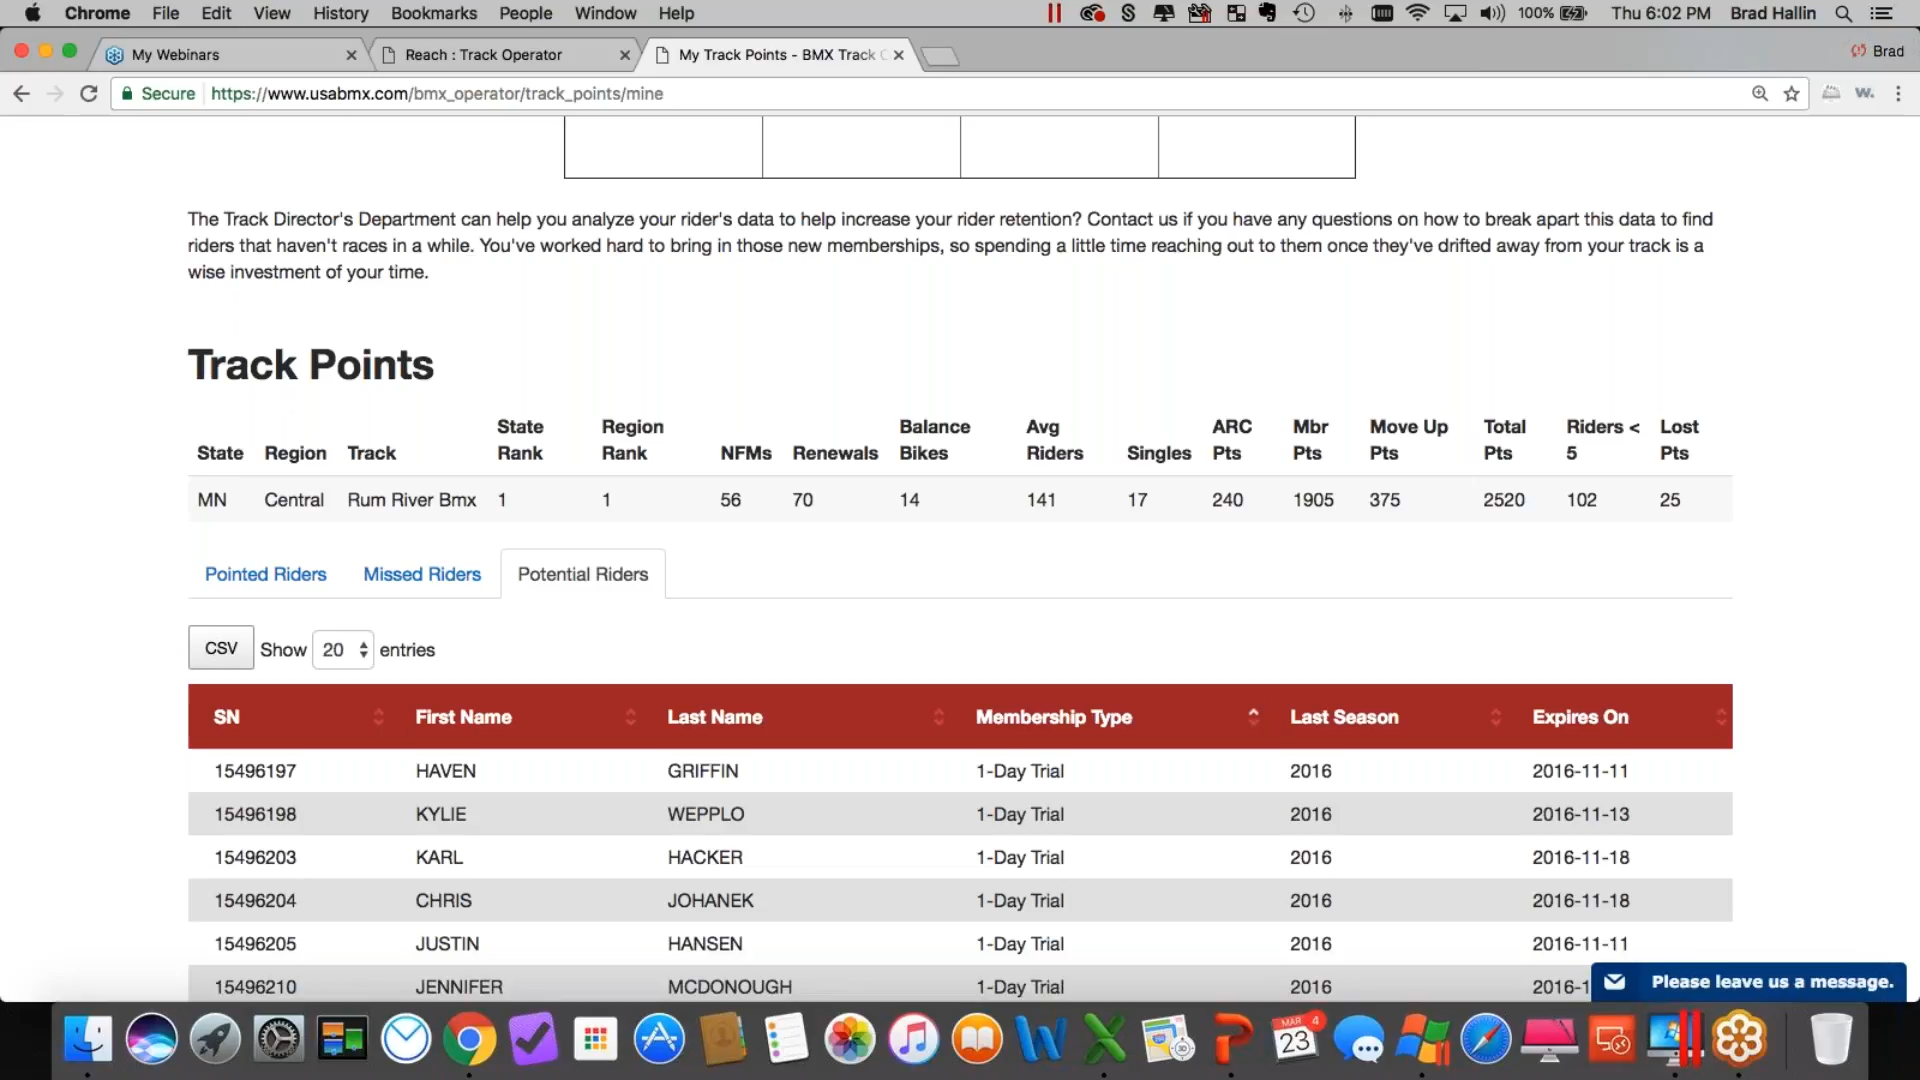 Chrome File Edit View History Bookmarks People Window Help 100% Thu 6:02 PM Brad Hallin
My Webinars Reach : Track Operator My Track Points - BMX Track Brad
Secure https://www.usabmx.com/bmx_operator/track_points/mine
The Track Director's Department can help you analyze your rider's data to help increase your rider retention? Contact us if you have any questions on how to break apart this data to find
riders that haven't races in a while. You've worked hard to bring in those new memberships, so spending a little time reaching out to them once they've drifted away from your track is a
wise investment of your time.
Track Points
State Region Track State Rank Region Rank NFMs Renewals Balance Bikes Avg Riders Singles ARC Pts Mbr Pts Move Up Pts Total Pts Riders < 5 Lost Pts
MN Central Rum River Bmx 1 1 56 70 14 141 17 240 1905 375 2520 102 25
Pointed Riders Missed Riders Potential Riders
CSV Show 20 entries
SN First Name Last Name Membership Type Last Season Expires On
15496197 HAVEN GRIFFIN 1-Day Trial 2016 2016-11-11
15496198 KYLIE WEPPLO 1-Day Trial 2016 2016-11-13
15496203 KARL HACKER 1-Day Trial 2016 2016-11-18
15496204 CHRIS JOHANEK 1-Day Trial 2016 2016-11-18
15496205 JUSTIN HANSEN 1-Day Trial 2016 2016-11-11
15496210 JENNIFER MCDONOUGH 1-Day Trial 2016 2016-1
Please leave us a message.
MAR 4
23